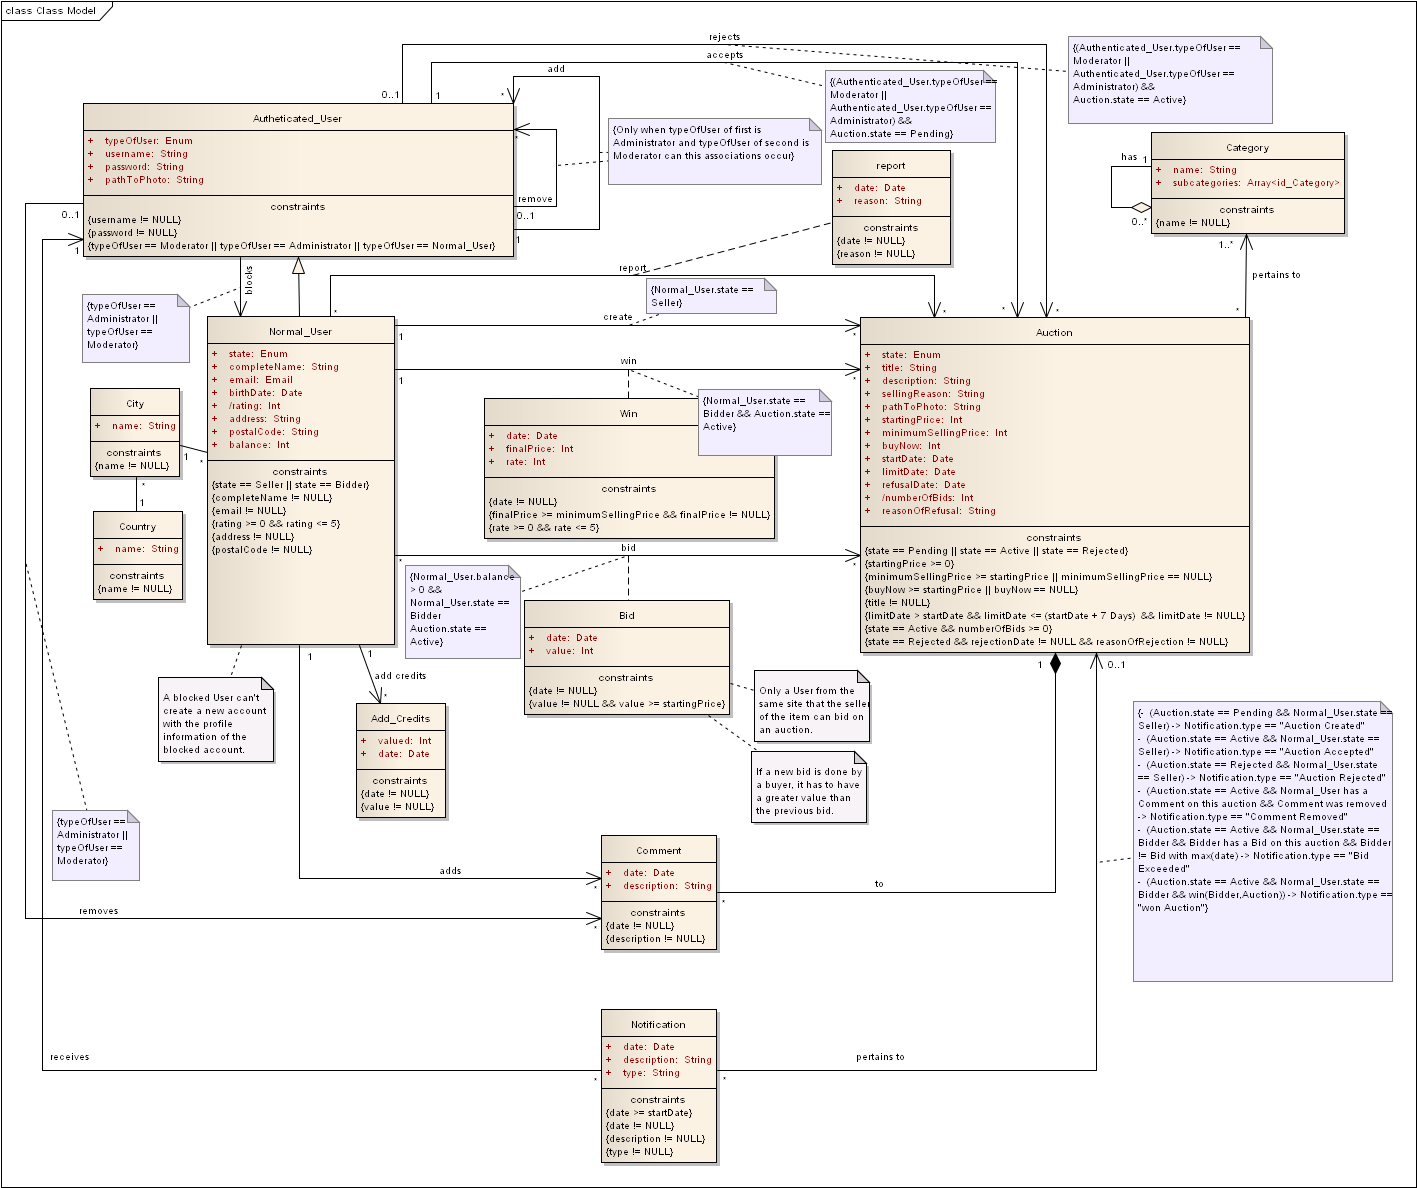 class Class Model
rejects
accepts
add
0..1
1
*
{(Authenticated_User.typeOfUser ==
Moderator ||
Authenticated_User.typeOfUser ==
Administrator) &&
Auction.state == Active}
{(Authenticated_User.typeOfUser ==
Moderator ||
Authenticated_User.typeOfUser ==
Administrator) &&
Auction.state == Pending}
Autheticated_User
+ typeOfUser: Enum
+ username: String
+ password: String
+ pathToPhoto: String
constraints
{username != NULL}
{password != NULL}
{typeOfUser == Moderator || typeOfUser == Administrator || typeOfUser == Normal_User}
*
remove
0..1
1
0..1
1
{Only when typeOfUser of first is
Administrator and typeOfUser of second is
Moderator can this associations occur}
report
+ date: Date
+ reason: String
constraints
{date != NULL}
{reason != NULL}
Category
+ name: String
+ subcategories: Array<id_Category>
constraints
{name != NULL}
has
1
0..*
1..*
pertains to
*
blocks
{typeOfUser ==
Administrator ||
typeOfUser ==
Moderator}
report
*
*
*
*
{Normal_User.state ==
Seller}
create
1
*
win
1
*
Normal_User
+ state: Enum
+ completeName: String
+ email: Email
+ birthDate: Date
+ /rating: Int
+ address: String
+ postalCode: String
+ balance: Int
constraints
{state == Seller || state == Bidder}
{completeName != NULL}
{email != NULL}
{rating >= 0 && rating <= 5}
{address != NULL}
{postalCode != NULL}
City
+ name: String
constraints
{name != NULL}
1
*
*
1
Country
+ name: String
constraints
{name != NULL}
Win
+ date: Date
+ finalPrice: Int
+ rate: Int
constraints
{date != NULL}
{finalPrice >= minimumSellingPrice && finalPrice != NULL}
{rate >= 0 && rate <= 5}
{Normal_User.state ==
Bidder && Auction.state ==
Active}
Auction
+ state: Enum
+ title: String
+ description: String
+ sellingReason: String
+ pathToPhoto: String
+ startingPrice: Int
+ minimumSellingPrice: Int
+ buyNow: Int
+ startDate: Date
+ limitDate: Date
+ refusalDate: Date
+ /numberOfBids: Int
+ reasonOfRefusal: String
constraints
{state == Pending || state == Active || state == Rejected}
{startingPrice >= 0}
{minimumSellingPrice >= startingPrice || minimumSellingPrice == NULL}
{buyNow >= startingPrice || buyNow == NULL}
{title != NULL}
{limitDate > startDate && limitDate <= (startDate + 7 Days) && limitDate != NULL}
{state == Active && numberOfBids >= 0}
{state == Rejected && rejectionDate != NULL && reasonOfRejection != NULL}
bid
*
*
{Normal_User.balance
> 0 &&
Normal_User.state ==
Bidder
Auction.state ==
Active}
Bid
+ date: Date
+ value: Int
constraints
{date != NULL}
{value != NULL && value >= startingPrice}
Only a User from the
same site that the seller
of the item can bid on
an auction.
If a new bid is done by
a buyer, it has to have
a greater value than
the previous bid.
1
1
add credits
*
A blocked User can't
create a new account
with the profile
information of the
blocked account.
Add_Credits
+ valued: Int
+ date: Date
constraints
{date != NULL}
{value != NULL}
1
0..1
{- (Auction.state == Pending && Normal_User.state ==
Seller) -> Notification.type == "Auction Created"
- (Auction.state == Active && Normal_User.state ==
Seller) -> Notification.type == "Auction Accepted"
- (Auction.state == Rejected && Normal_User.state
== Seller) -> Notification.type == "Auction Rejected"
- (Auction.state == Active && Normal_User has a
Comment on this auction && Comment was removed
-> Notification.type == "Comment Removed"
- (Auction.state == Active && Normal_User.state ==
Bidder && Bidder has a Bid on this auction && Bidder
!= Bid with max(date) -> Notification.type == "Bid
Exceeded"
- (Auction.state == Active && Normal_User.state ==
Bidder && win(Bidder,Auction)) -> Notification.type ==
"won Auction"}
{typeOfUser ==
Administrator ||
typeOfUser ==
Moderator}
Comment
+ date: Date
+ description: String
constraints
{date != NULL}
{description != NULL}
adds
*
to
*
removes
*
Notification
+ date: Date
+ description: String
+ type: String
constraints
{date >= startDate}
{date != NULL}
{description != NULL}
{type != NULL}
receives
*
pertains to
*